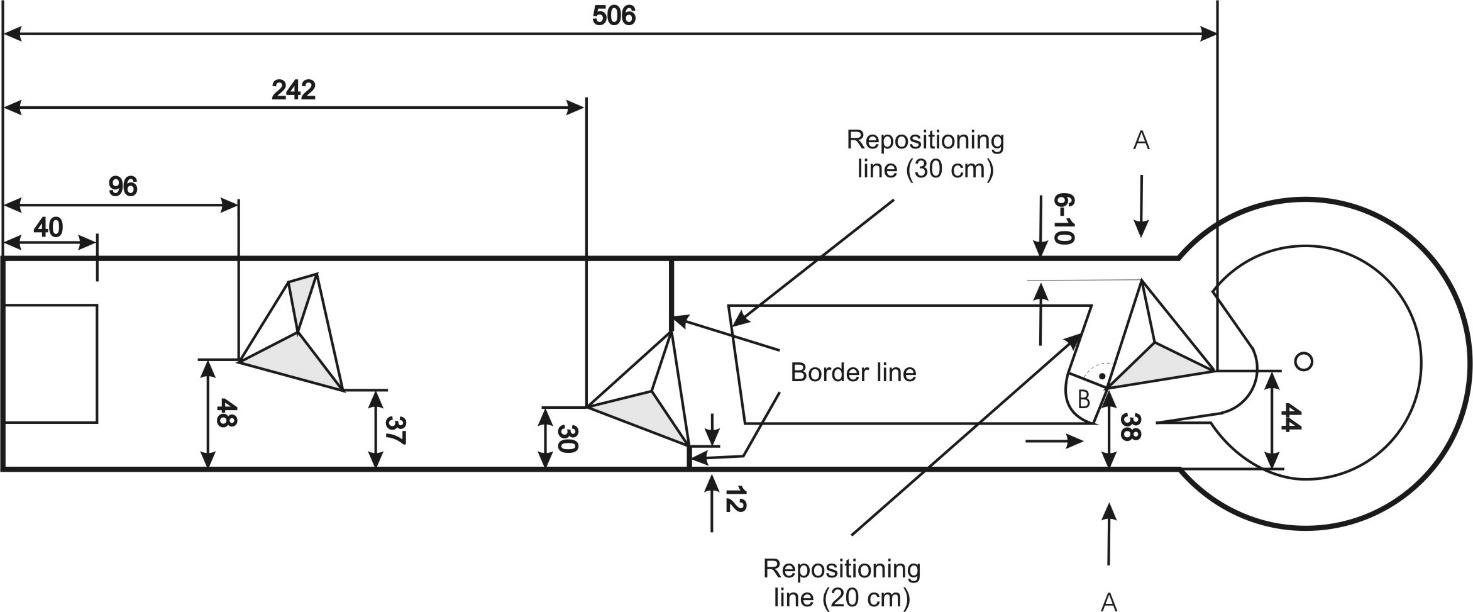 506
242
96
40
Repositioning
line (30 cm)
A
6-10
Border line
B
48
37
30
12
38
44
Repositioning
line (20 cm)
A